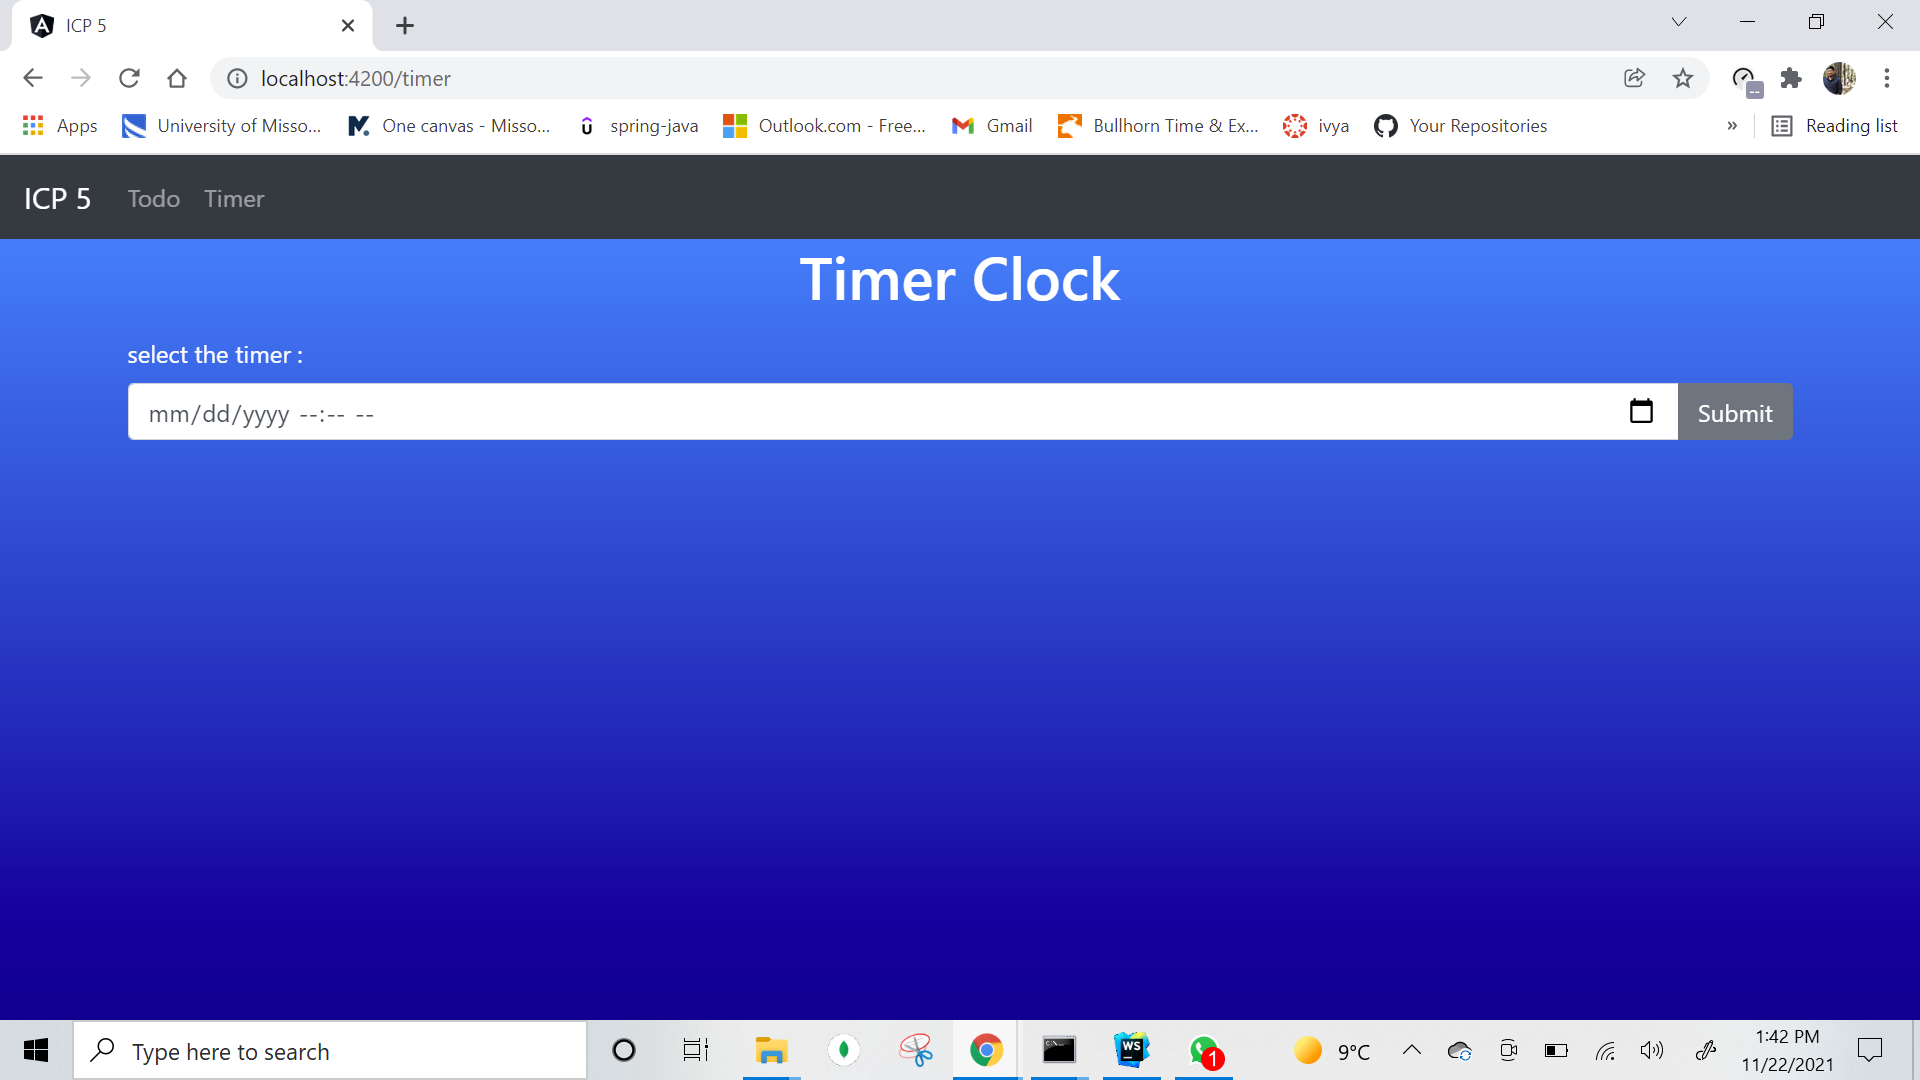 ICP 5
localhost:4200/timer
Apps University of Misso... One canvas - Misso... spring-java Outlook.com - Free... Gmail Bullhorn Time & Ex... ivya Your Repositories » Reading list
ICP 5 Todo Timer
Timer Clock
select the timer :
mm/dd/yyyy --:-- -- Submit
Type here to search WS 1 9°C 1:42 PM
11/22/2021